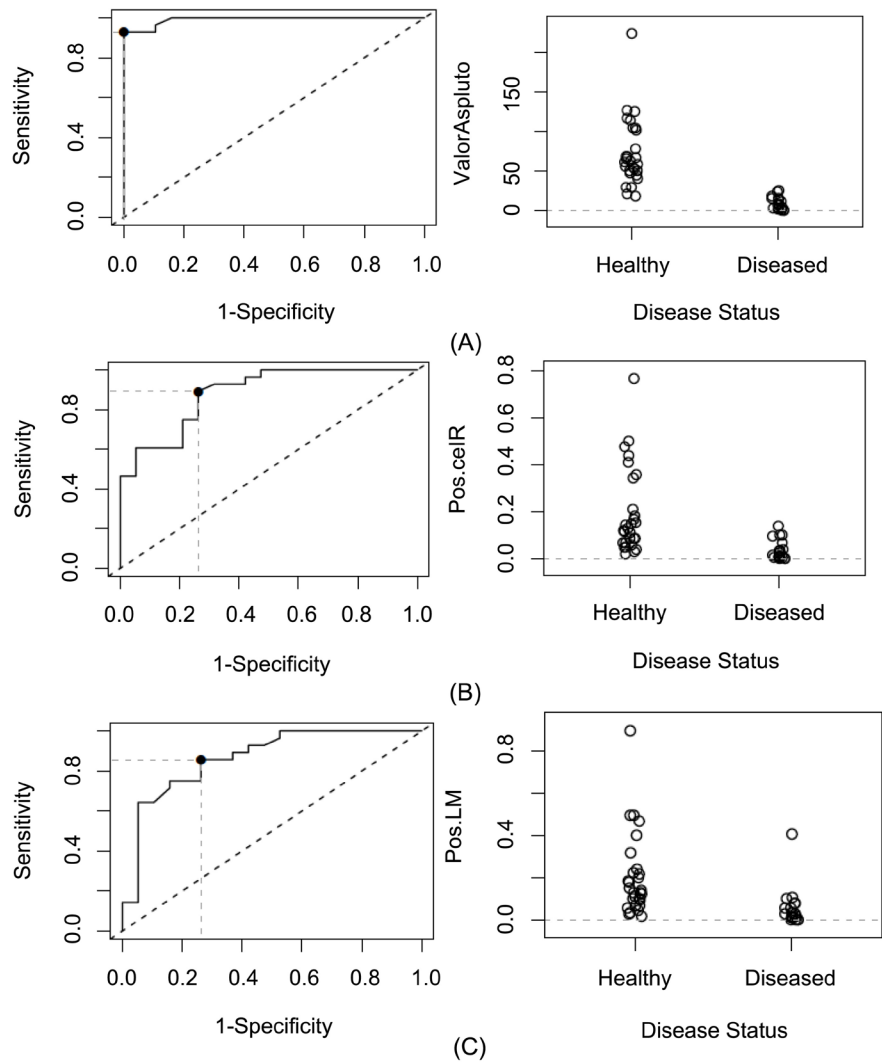 Sensitivity
0.0 0.4 0.8
0.0 0.2 0.4 0.6 0.8 1.0
1-Specificity
ValorAspluto
0 50 150
Healthy Diseased
Disease Status
(A)
Sensitivity
0.0 0.4 0.8
0.0 0.2 0.4 0.6 0.8 1.0
1-Specificity
Pos.celR
0.0 0.2 0.4 0.6 0.8
Healthy Diseased
Disease Status
(B)
Sensitivity
0.0 0.4 0.8
0.0 0.2 0.4 0.6 0.8 1.0
1-Specificity
Pos.LM
0.0 0.4 0.8
Healthy Diseased
Disease Status
(C)